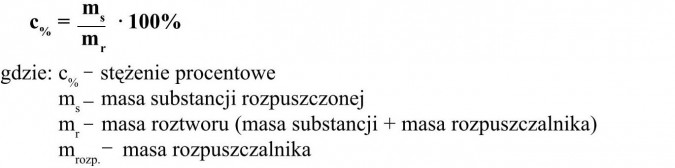 c% = ms/mr · 100%
gdzie: c% – stężenie procentowe
ms – masa substancji rozpuszczonej
mr – masa roztworu (masa substancji + masa rozpuszczalnika)
mrozp. – masa rozpuszczalnika